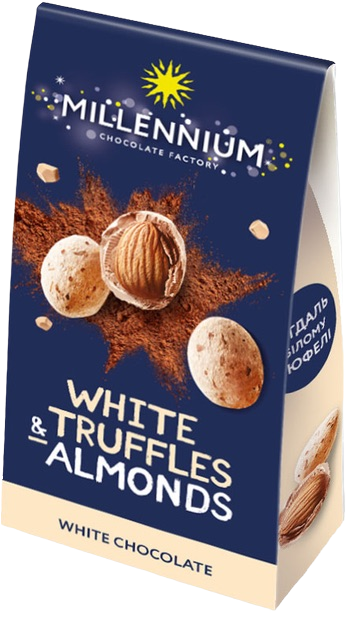 MILLENNIUM
CHOCOLATE FACTORY
WHITE
& TRUFFLES
ALMONDS
WHITE CHOCOLATE